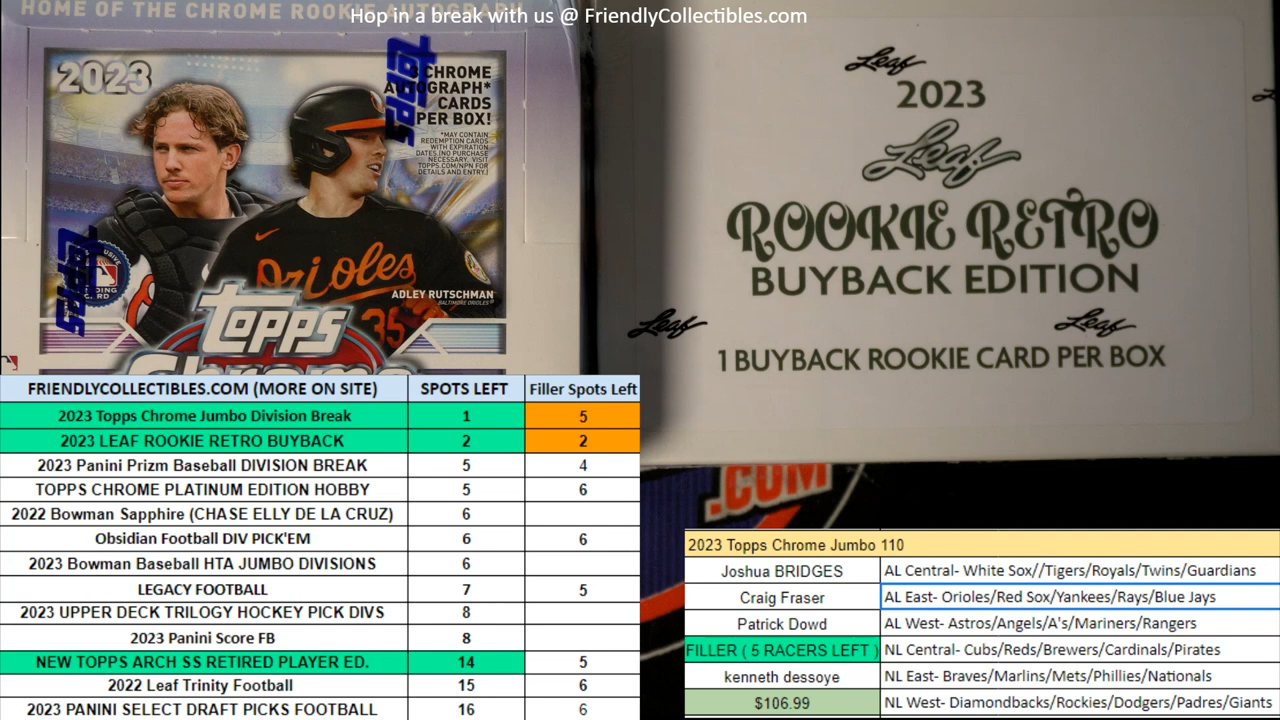 HOME OF THE CHROME ROOKIE AUTOGRAPH
Hop in a break with us @ FriendlyCollectibles.com
2023
3 CHROME
AUTOGRAPH*
CARDS
PER BOX!
*MAY CONTAIN
REDEMPTION CARDS
WITH EXPIRATION
DATES (NO PURCHASE
NECESSARY. VISIT
TOPPS.COM/NPN FOR
DETAILS AND ENTRY.)
topps
topps
Orioles
35
ADLEY RUTSCHMAN
BALTIMORE ORIOLES®
topps
Chrome
Leaf
2023
Leaf
ROOKIE RETRO
BUYBACK EDITION
Leaf
Leaf
1 BUYBACK ROOKIE CARD PER BOX
.COM
FRIENDLYCOLLECTIBLES.COM (MORE ON SITE) SPOTS LEFT Filler Spots Left
2023 Topps Chrome Jumbo Division Break 1 5
2023 LEAF ROOKIE RETRO BUYBACK 2 2
2023 Panini Prizm Baseball DIVISION BREAK 5 4
TOPPS CHROME PLATINUM EDITION HOBBY 5 6
2022 Bowman Sapphire (CHASE ELLY DE LA CRUZ) 6
Obsidian Football DIV PICK'EM 6 6
2023 Bowman Baseball HTA JUMBO DIVISIONS 6
LEGACY FOOTBALL 7 5
2023 UPPER DECK TRILOGY HOCKEY PICK DIVS 8
2023 Panini Score FB 8
NEW TOPPS ARCH SS RETIRED PLAYER ED. 14 5
2022 Leaf Trinity Football 15 6
2023 PANINI SELECT DRAFT PICKS FOOTBALL 16 6
2023 Topps Chrome Jumbo 110
Joshua BRIDGES AL Central- White Sox//Tigers/Royals/Twins/Guardians
Craig Fraser AL East- Orioles/Red Sox/Yankees/Rays/Blue Jays
Patrick Dowd AL West- Astros/Angels/A's/Mariners/Rangers
FILLER ( 5 RACERS LEFT ) NL Central- Cubs/Reds/Brewers/Cardinals/Pirates
kenneth dessoye NL East- Braves/Marlins/Mets/Phillies/Nationals
$106.99 NL West- Diamondbacks/Rockies/Dodgers/Padres/Giants